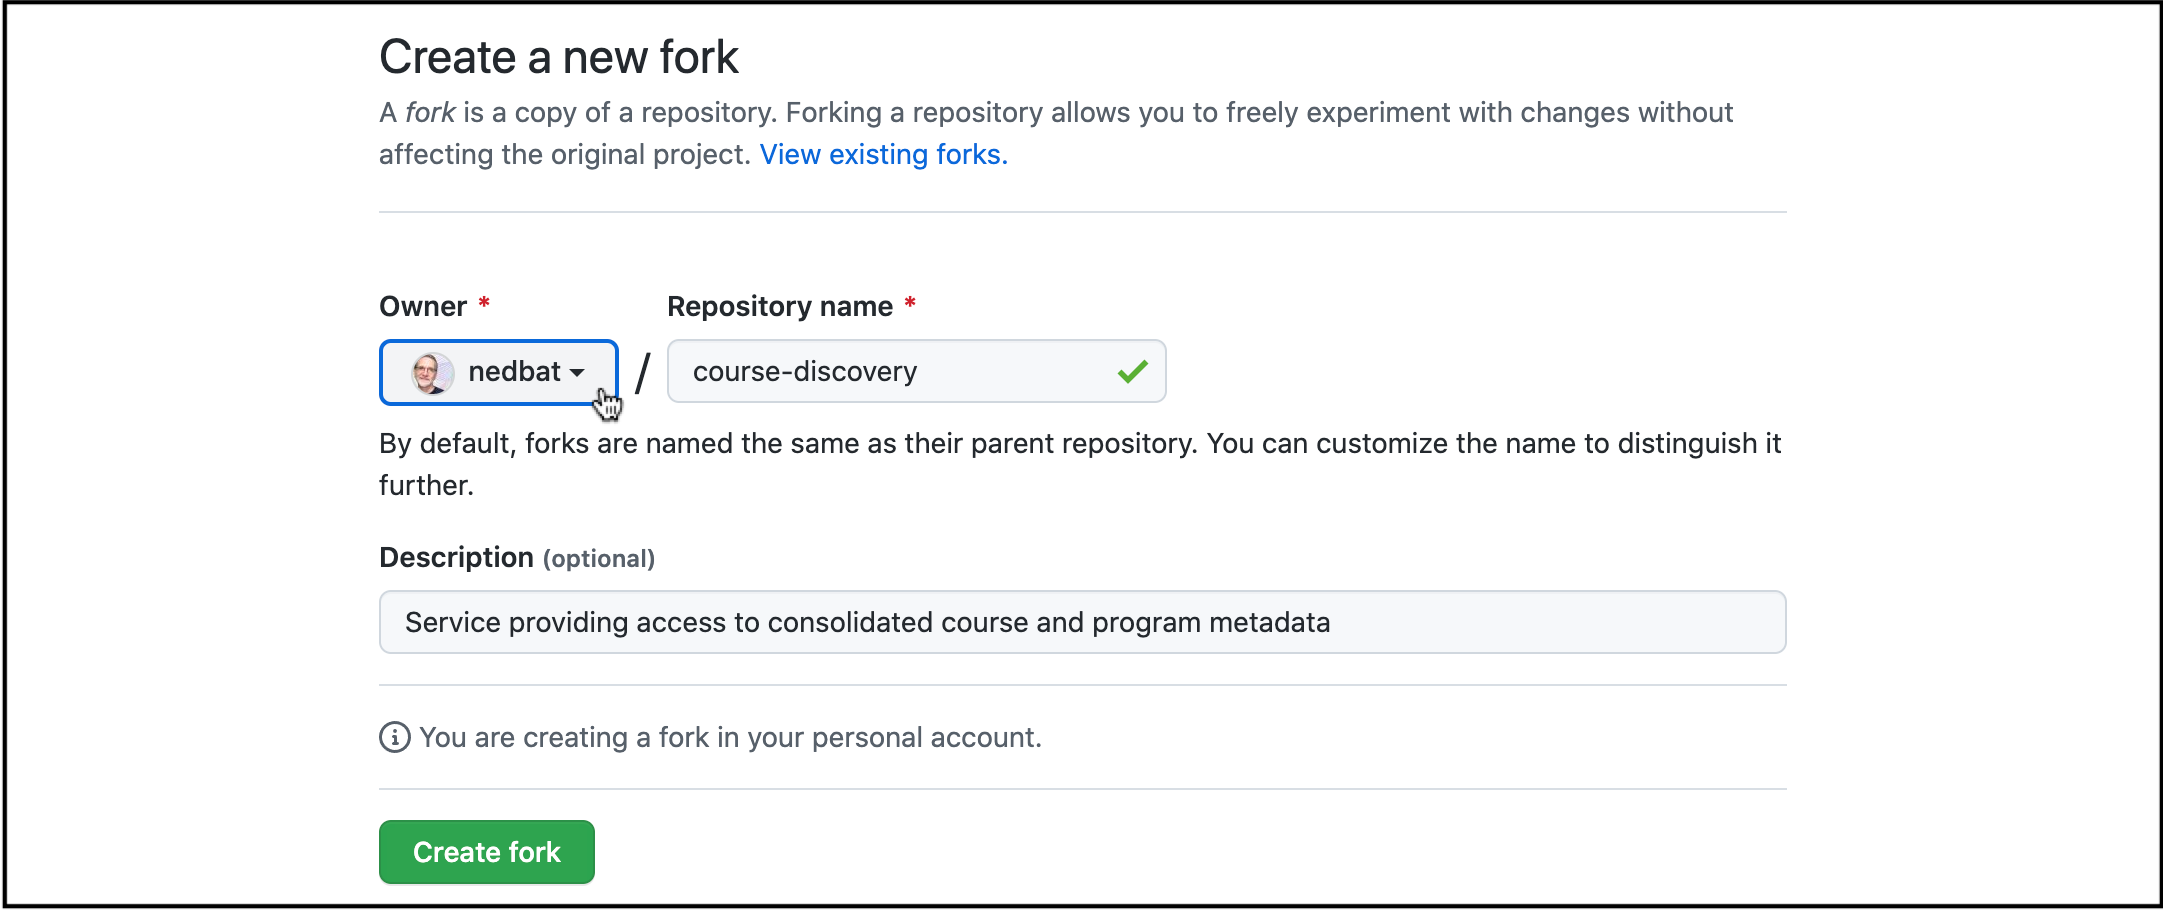 Create a new fork
A fork is a copy of a repository. Forking a repository allows you to freely experiment with changes without
affecting the original project. View existing forks.
Owner * Repository name *
nedbat / course-discovery
By default, forks are named the same as their parent repository. You can customize the name to distinguish it
further.
Description (optional)
Service providing access to consolidated course and program metadata
You are creating a fork in your personal account.
Create fork